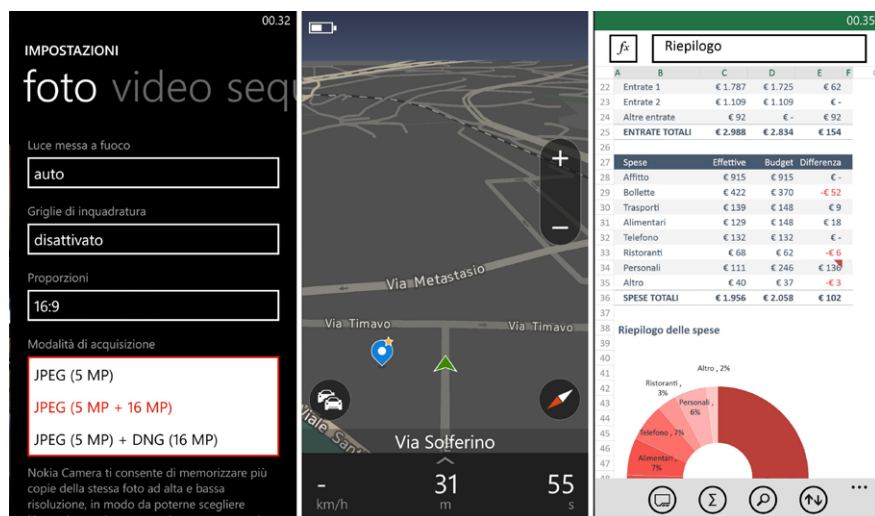 00.32
IMPOSTAZIONI
foto video sequ
Luce messa a fuoco
auto
Griglie di inquadratura
disattivato
Proporzioni
16:9
Modalità di acquisizione
JPEG (5 MP)
JPEG (5 MP + 16 MP)
JPEG (5 MP) + DNG (16 MP)
Nokia Camera ti consente di memorizzare più
copie della stessa foto ad alta e bassa
risoluzione, in modo da poterne scegliere
+
−
Via Metastasio
Via Timavo
Via Timavo
Viale San
Via Solferino
- 31 55
km/h m s
00.35
fx Riepilogo
A B C D E F
22 Entrate 1 € 1.787 € 1.725 € 62
23 Entrate 2 € 1.109 € 1.109 € -
24 Altre entrate € 92 € - € 92
25 ENTRATE TOTALI € 2.988 € 2.834 € 154
26
27 Spese Effettive Budget Differenza
28 Affitto € 915 € 915 € -
29 Bollette € 422 € 370 -€ 52
30 Trasporti € 139 € 148 € 9
31 Alimentari € 129 € 148 € 18
32 Telefono € 132 € 132 € -
33 Ristoranti € 68 € 62 -€ 6
34 Personali € 111 € 246 € 136
35 Altro € 40 € 37 -€ 3
36 SPESE TOTALI € 1.956 € 2.058 € 102
37
38 Riepilogo delle spese
39
40
41
42
43
44
45
46
47
Altro , 2%
Ristoranti ,
3%
Personali ,
6%
Telefono , 7%
Alimentari ,
7%
Σ